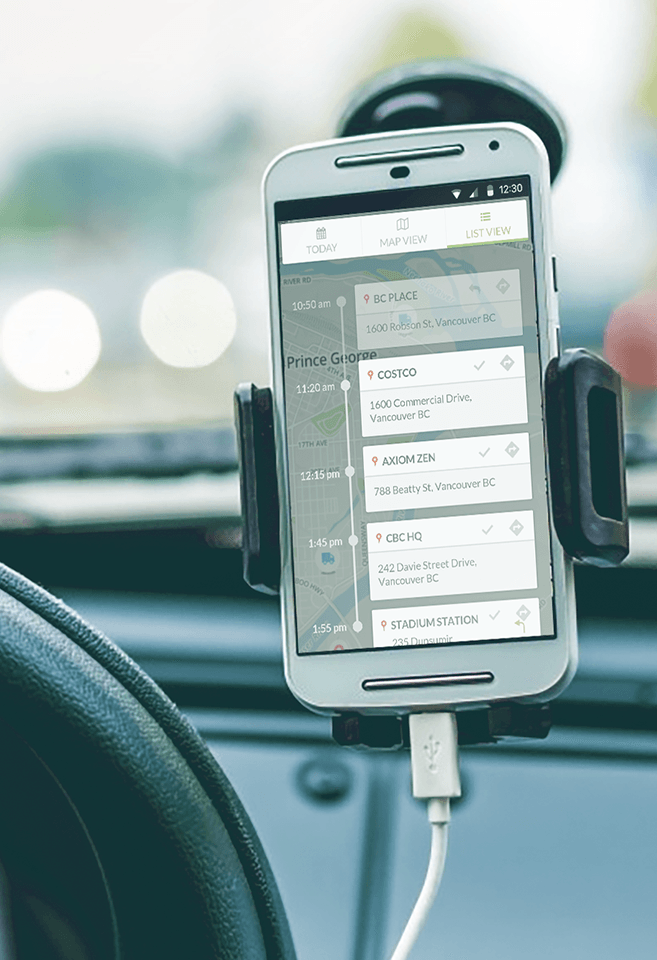 12:30
TODAY
MAP VIEW
LIST VIEW
RIVER RD
10:50 am
BC PLACE
1600 Robson St, Vancouver BC
Prince George
4TH AVE
11:20 am
COSTCO
1600 Commercial Drive,
Vancouver BC
17TH AVE
12:15 pm
AXIOM ZEN
788 Beatty St, Vancouver BC
1:45 pm
CBC HQ
242 Davie Street Drive,
Vancouver BC
1:55 pm
STADIUM STATION
235 Dunsmuir